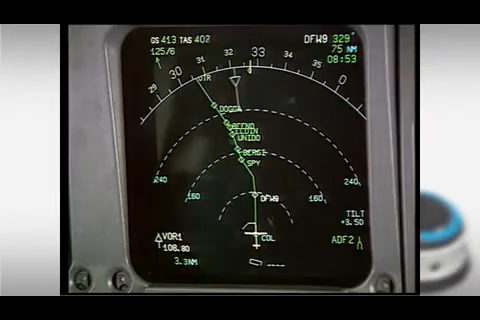 GS 413 TAS 402
125/6
DFW9 329°
75 NM
08:53
29
30
31
32
33
34
35
0
JTR
DOGGA
UNIDO
BERGI
SPY
240
240
160
160
DFW9
TILT
+3.50
VOR1
108.80
COL
ADF2
3.3NM